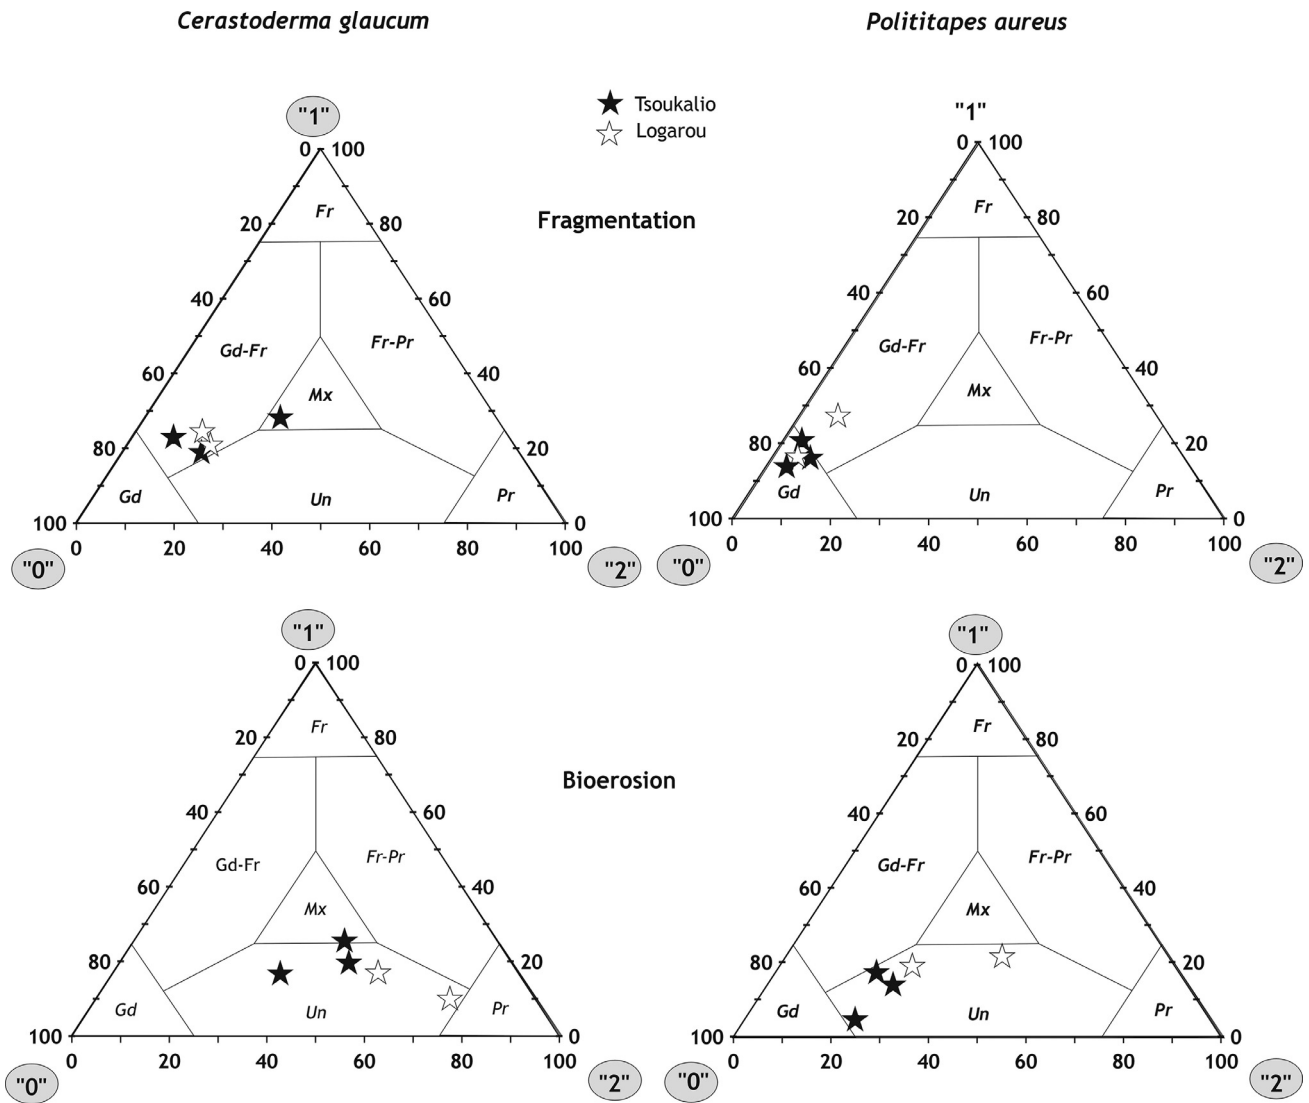 Cerastoderma glaucum
Polititapes aureus
Tsoukalio
Logarou
Fragmentation
"1"
0 100
Fr
20 80
40 60
Gd-Fr Fr-Pr
60 40
Mx
80 20
Gd Un Pr
100 0
0 20 40 60 80 100
"0" "2"
"1"
0 100
Fr
20 80
40 60
Gd-Fr Fr-Pr
60 40
Mx
80 20
Gd Un Pr
100 0
0 20 40 60 80 100
"0" "2"
Bioerosion
"1"
0 100
Fr
20 80
40 60
Gd-Fr Fr-Pr
60 40
Mx
80 20
Gd Un Pr
100 0
0 20 40 60 80 100
"0" "2"
"1"
0 100
Fr
20 80
40 60
Gd-Fr Fr-Pr
60 40
Mx
80 20
Gd Un Pr
100 0
0 20 40 60 80 100
"0" "2"